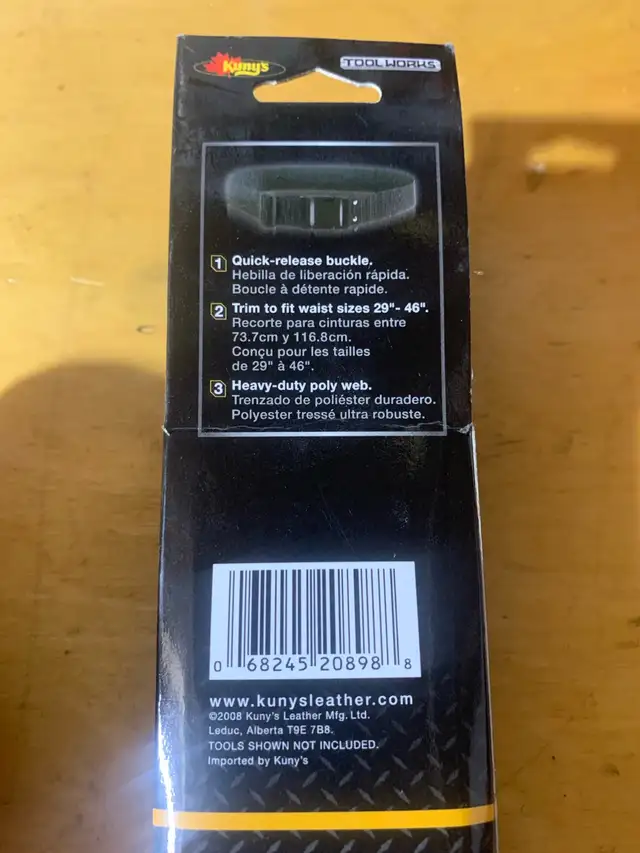 Kuny's
TOOL WORKS
1 Quick-release buckle.
Hebilla de liberación rápida.
Boucle à détente rapide.
2 Trim to fit waist sizes 29"- 46".
Recorte para cinturas entre
73.7cm y 116.8cm.
Conçu pour les tailles
de 29" à 46".
3 Heavy-duty poly web.
Trenzado de poliéster duradero.
Polyester tressé ultra robuste.
0 68245 20898 8
www.kunysleather.com
©2008 Kuny's Leather Mfg. Ltd.
Leduc, Alberta T9E 7B8.
TOOLS SHOWN NOT INCLUDED.
Imported by Kuny's